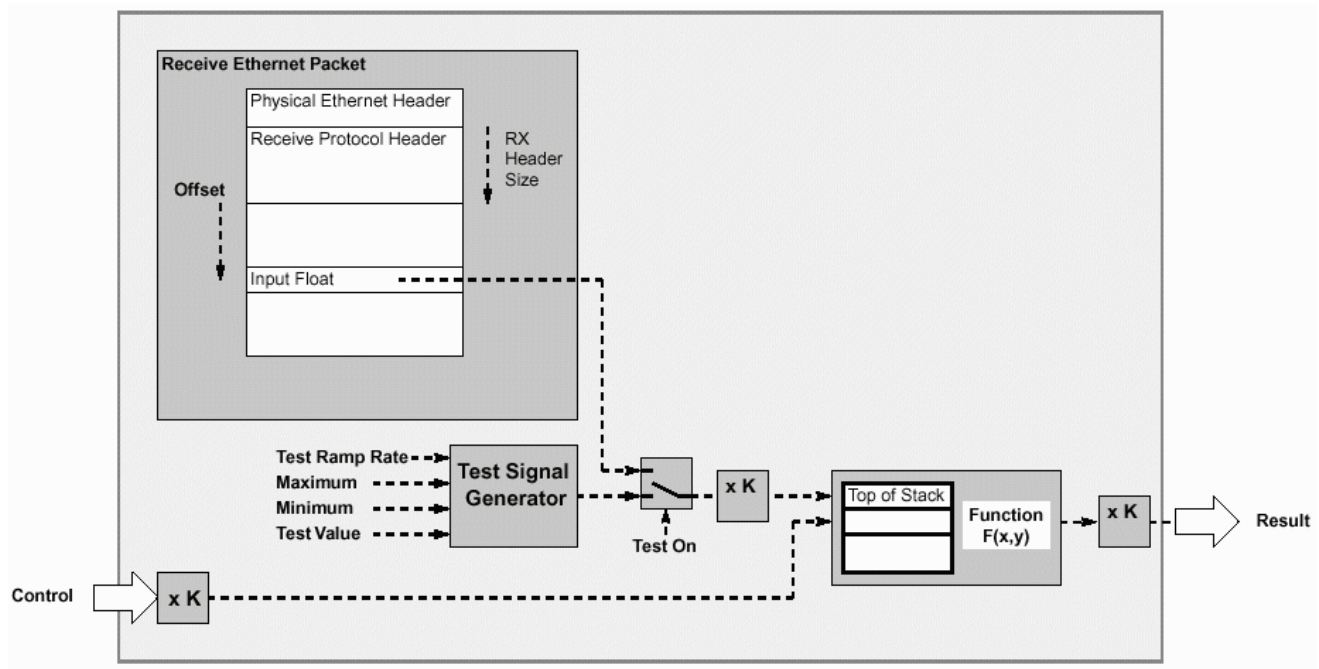 Receive Ethernet Packet
Physical Ethernet Header
Receive Protocol Header
RX
Header
Size
Offset
Input Float
Test Ramp Rate
Maximum
Minimum
Test Value
Test Signal
Generator
x K
Test On
Top of Stack
Function
F(x,y)
x K
Result
Control
x K